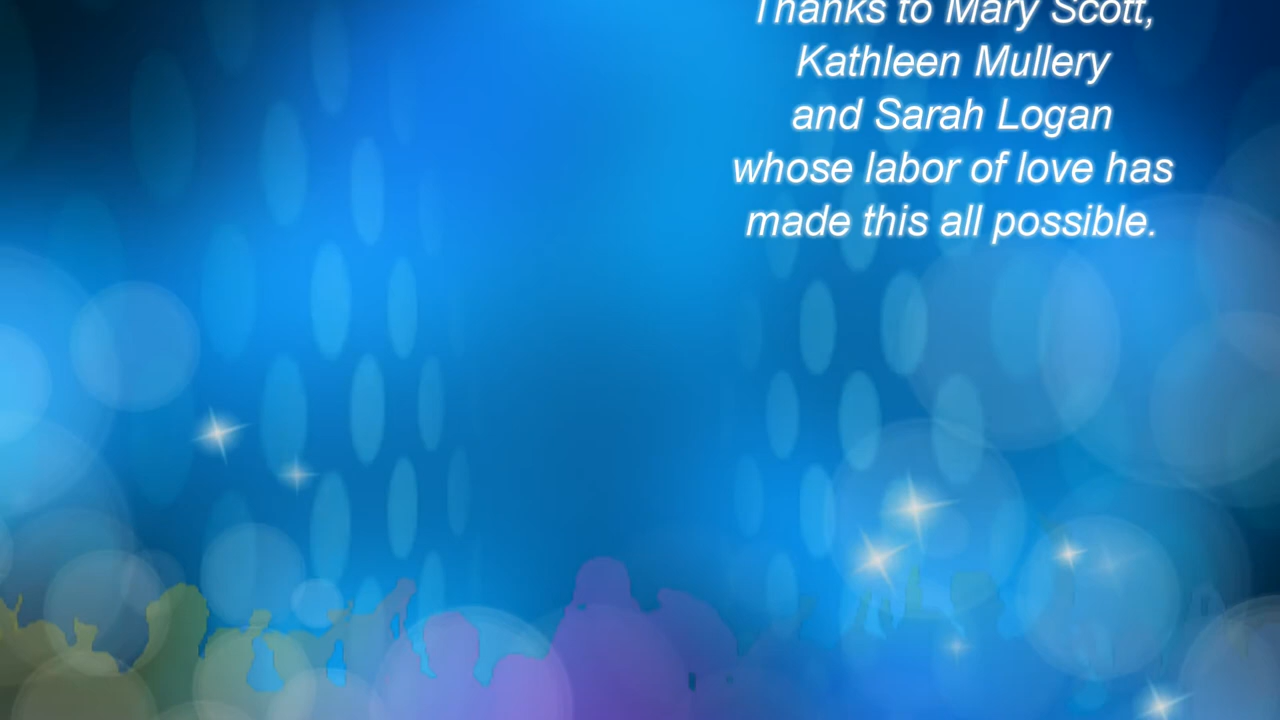 Thanks to Mary Scott,
Kathleen Mullery
and Sarah Logan
whose labor of love has
made this all possible.